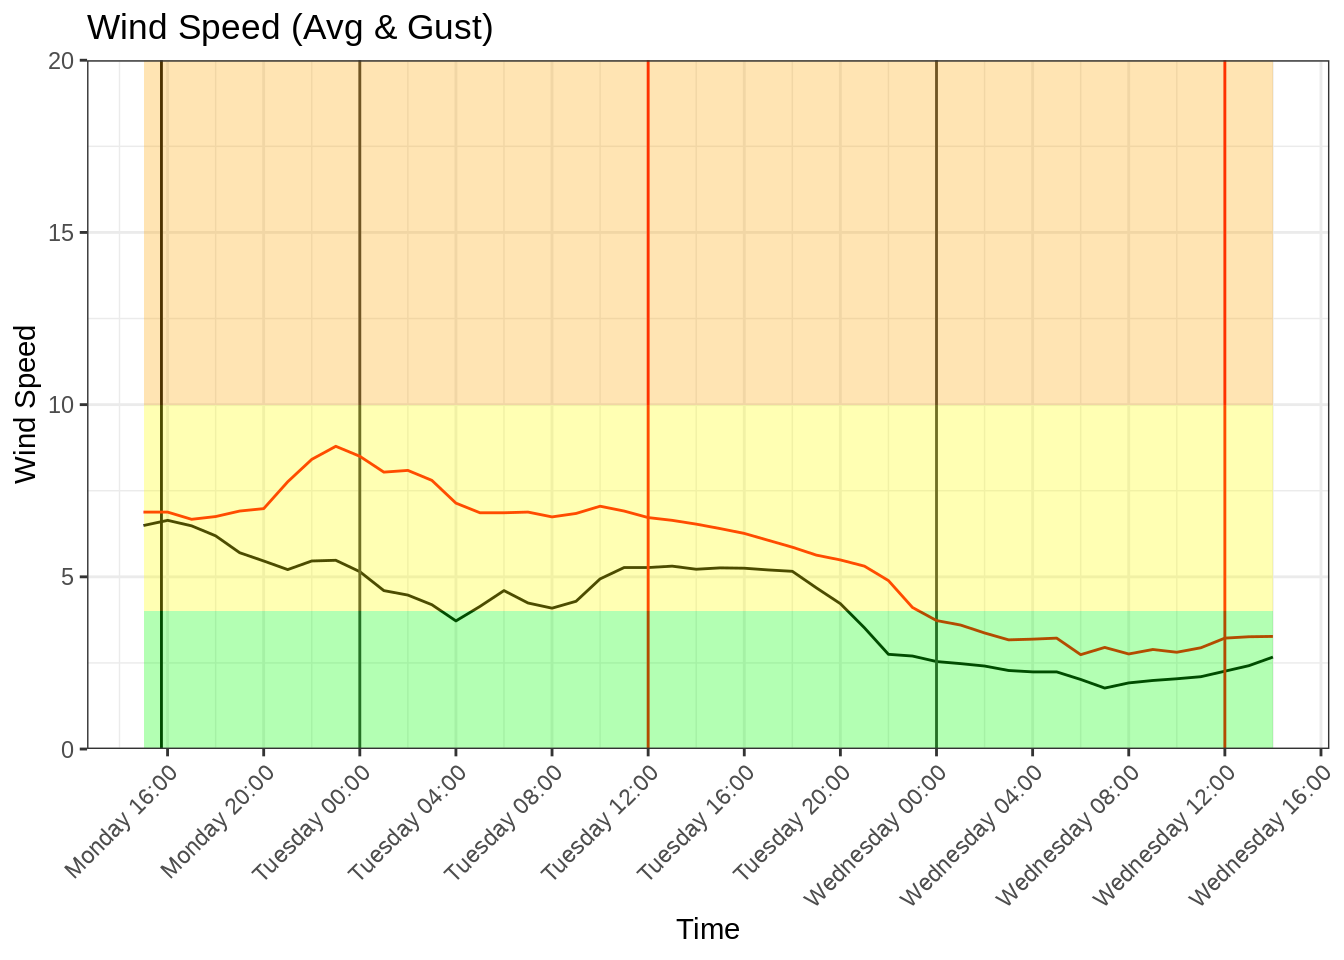 Wind Speed (Avg & Gust)
Wind Speed
20
15
10
5
0
Monday 16:00
Monday 20:00
Tuesday 00:00
Tuesday 04:00
Tuesday 08:00
Tuesday 12:00
Tuesday 16:00
Tuesday 20:00
Wednesday 00:00
Wednesday 04:00
Wednesday 08:00
Wednesday 12:00
Wednesday 16:00
Time